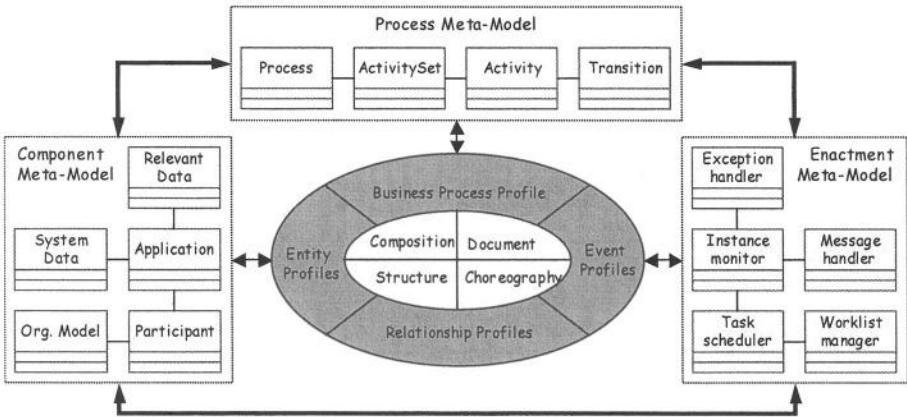 Process Meta-Model
Process
ActivitySet
Activity
Transition
Component
Meta-Model
Relevant
Data
System
Data
Application
Org. Model
Participant
Business Process Profile
Entity
Profiles
Composition
Document
Structure
Choreography
Event
Profiles
Relationship Profiles
Exception
handler
Enactment
Meta-Model
Instance
monitor
Message
handler
Task
scheduler
Worklist
manager